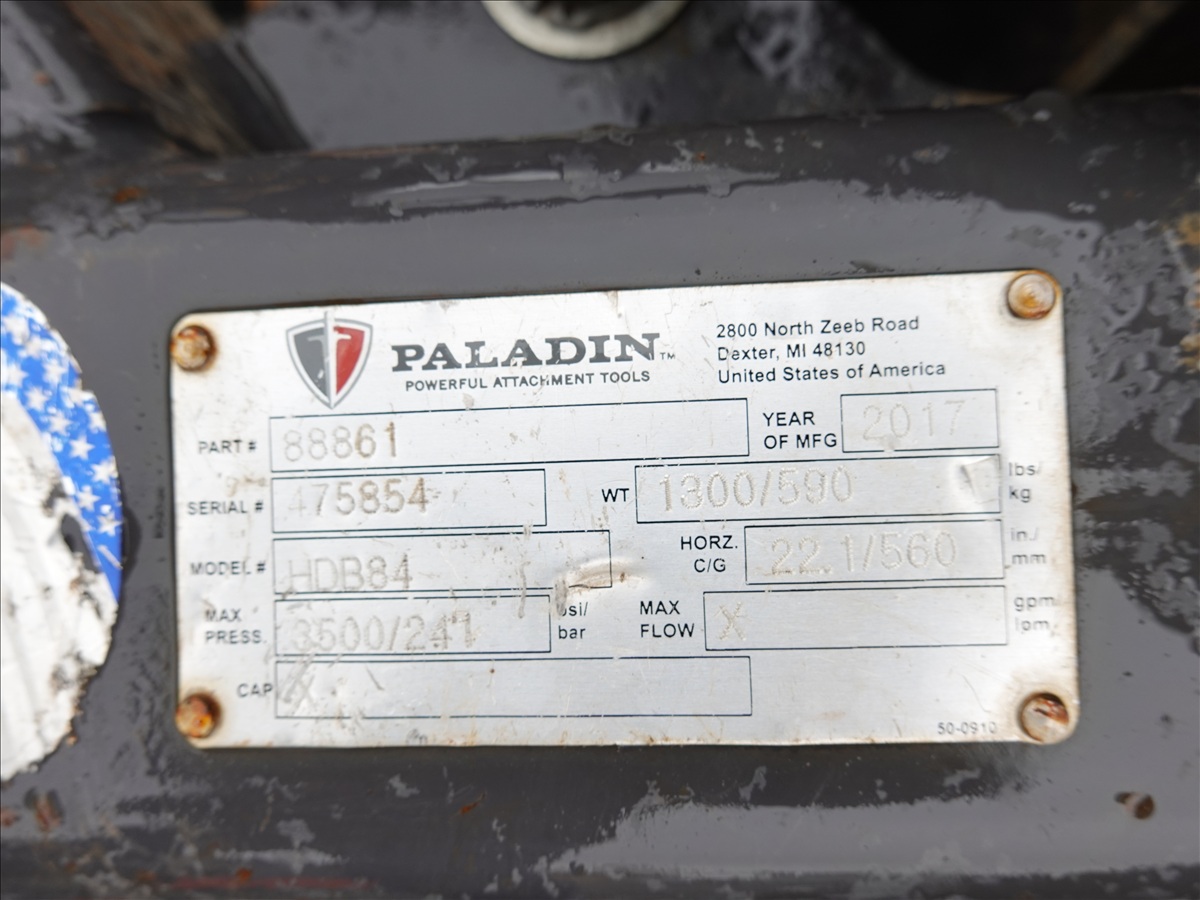 PALADIN™
POWERFUL ATTACHMENT TOOLS
2800 North Zeeb Road
Dexter, MI 48130
United States of America
PART # 88861
YEAR OF MFG 2017
SERIAL # 475854
WT 1300/590 lbs/ kg
MODEL # HDB84
HORZ. C/G 22.1/560 in./ mm
MAX PRESS. 3500/241 psi/ bar
MAX FLOW X gpm/ lpm
CAP X
50-0910